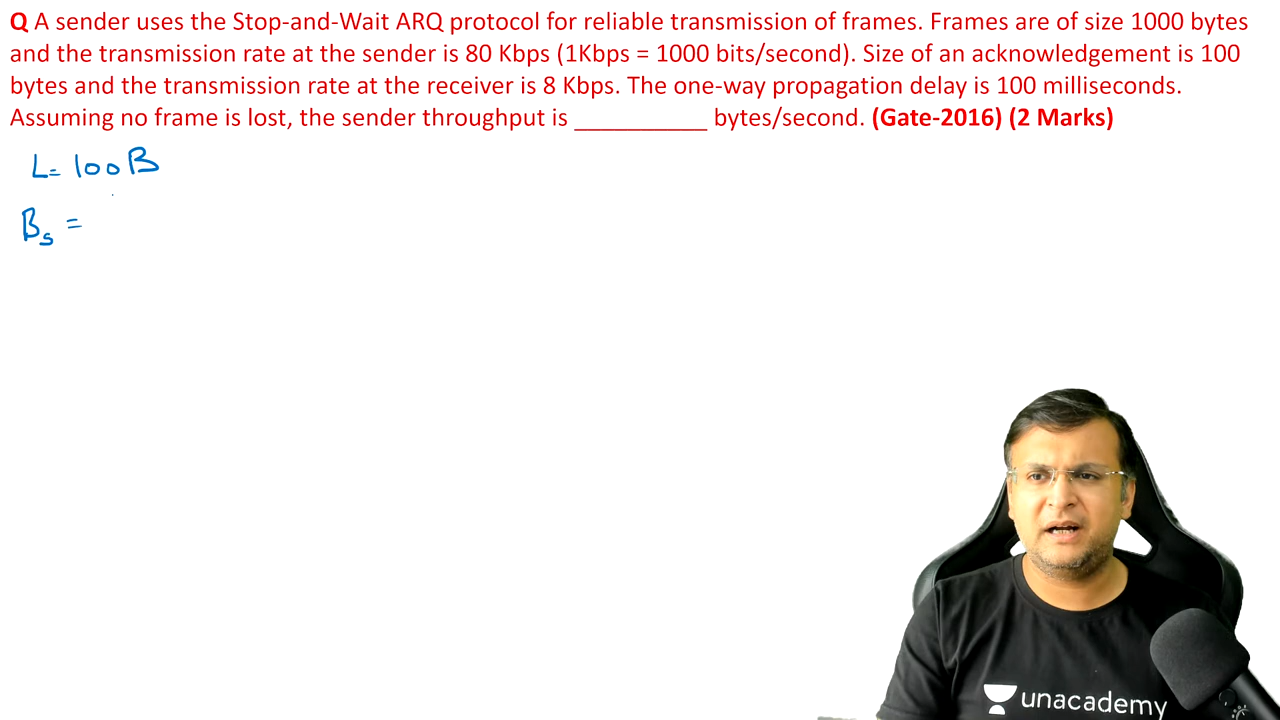 Q A sender uses the Stop-and-Wait ARQ protocol for reliable transmission of frames. Frames are of size 1000 bytes
and the transmission rate at the sender is 80 Kbps (1Kbps = 1000 bits/second). Size of an acknowledgement is 100
bytes and the transmission rate at the receiver is 8 Kbps. The one-way propagation delay is 100 milliseconds.
Assuming no frame is lost, the sender throughput is __________ bytes/second. (Gate-2016) (2 Marks)
L= 100 B
Bs =
unacademy